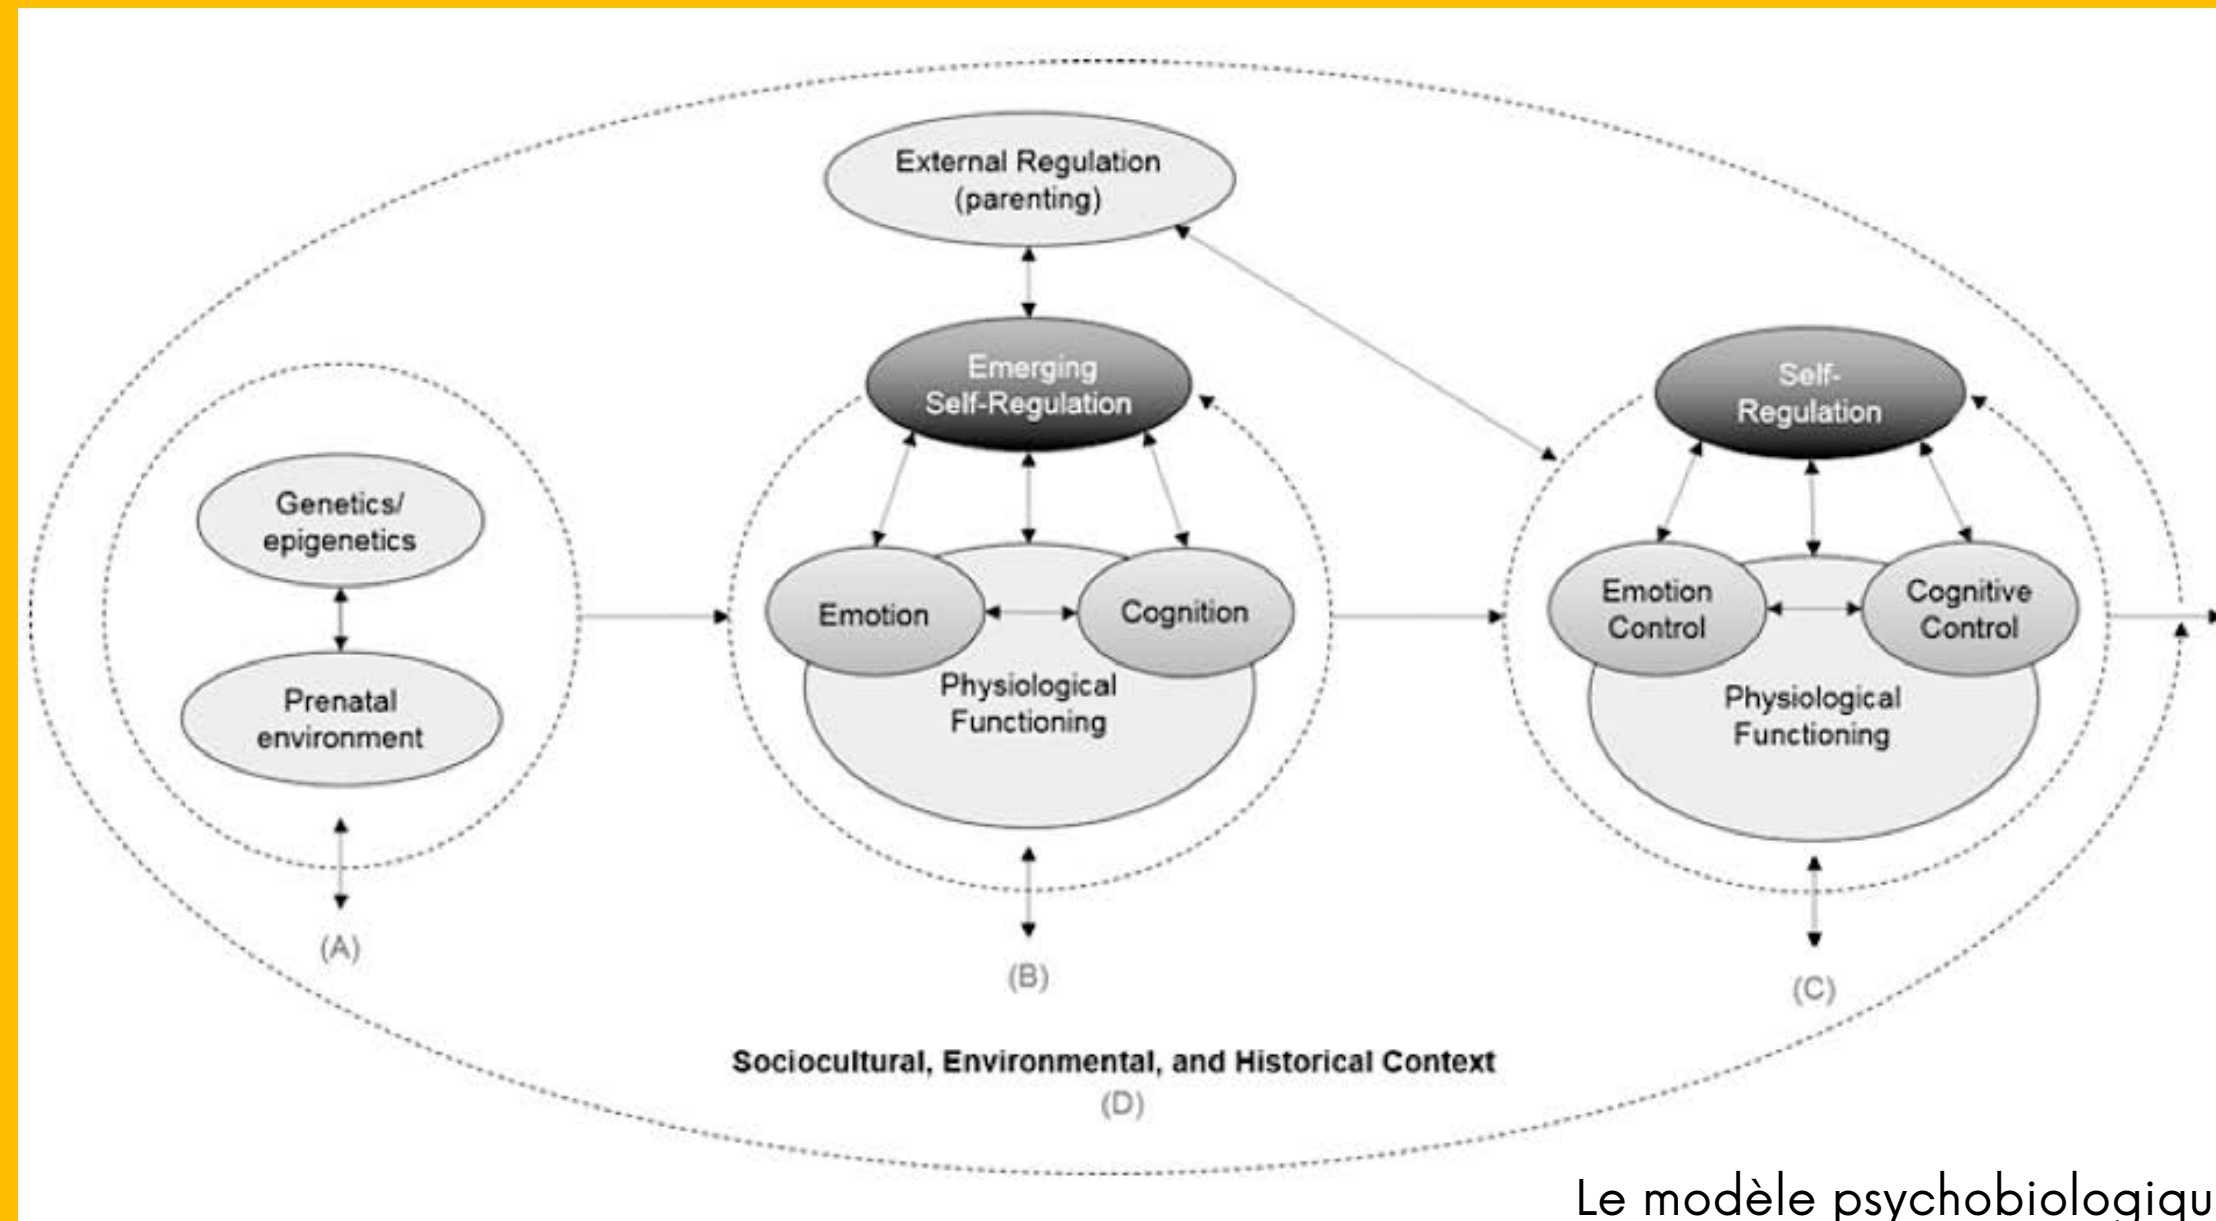 External Regulation
(parenting)
Emerging
Self-Regulation
Self-
Regulation
Genetics/
epigenetics
Emotion
Cognition
Emotion
Control
Cognitive
Control
Prenatal
environment
Physiological
Functioning
Physiological
Functioning
(A)
(B)
(C)
Sociocultural, Environmental, and Historical Context
(D)
Le modèle psychobiologiqu